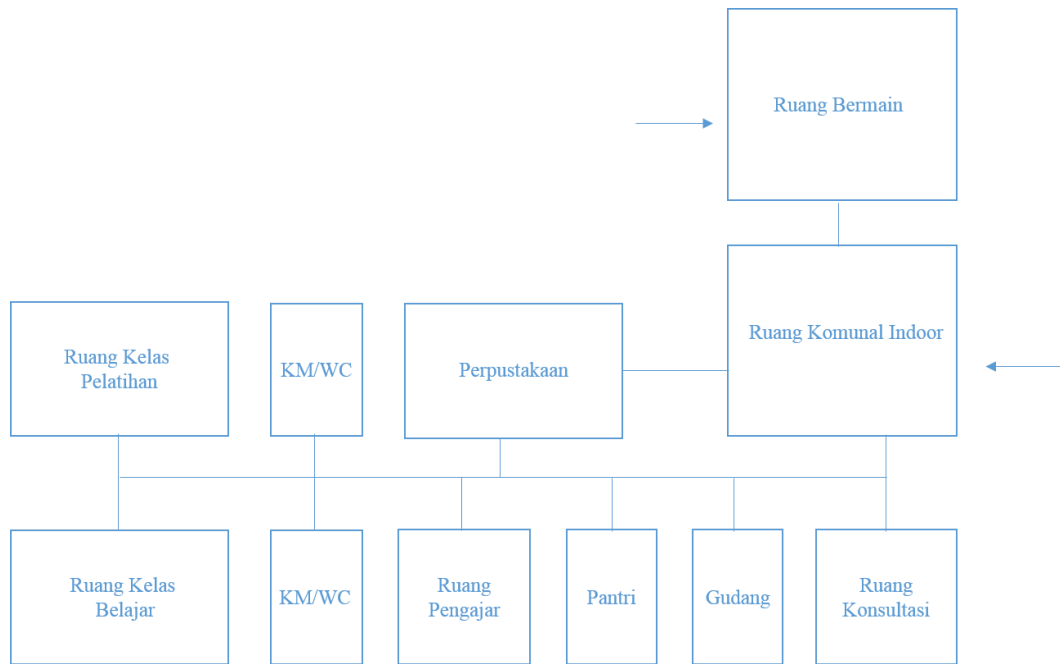 Ruang Bermain
Ruang Komunal Indoor
Ruang Kelas
Pelatihan
KM/WC
Perpustakaan
Ruang Kelas
Belajar
KM/WC
Ruang
Pengajar
Pantri
Gudang
Ruang
Konsultasi